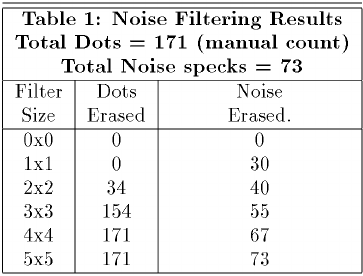 Table 1: Noise Filtering Results
Total Dots = 171 (manual count)
Total Noise specks = 73
Filter Dots Noise
Size Erased Erased.
0x0 0 0
1x1 0 30
2x2 34 40
3x3 154 55
4x4 171 67
5x5 171 73